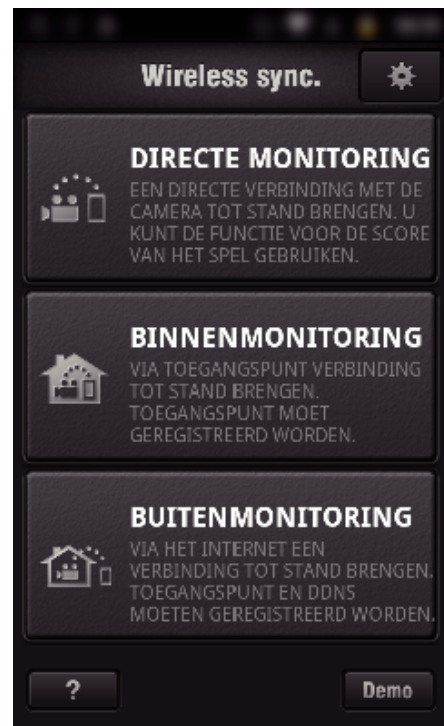 Wireless sync.
DIRECTE MONITORING
EEN DIRECTE VERBINDING MET DE
CAMERA TOT STAND BRENGEN. U
KUNT DE FUNCTIE VOOR DE SCORE
VAN HET SPEL GEBRUIKEN.
BINNENMONITORING
VIA TOEGANGSPUNT VERBINDING
TOT STAND BRENGEN.
TOEGANGSPUNT MOET
GEREGISTREERD WORDEN.
BUITENMONITORING
VIA HET INTERNET EEN
VERBINDING TOT STAND BRENGEN.
TOEGANGSPUNT EN DDNS
MOETEN GEREGISTREERD WORDEN.
? Demo